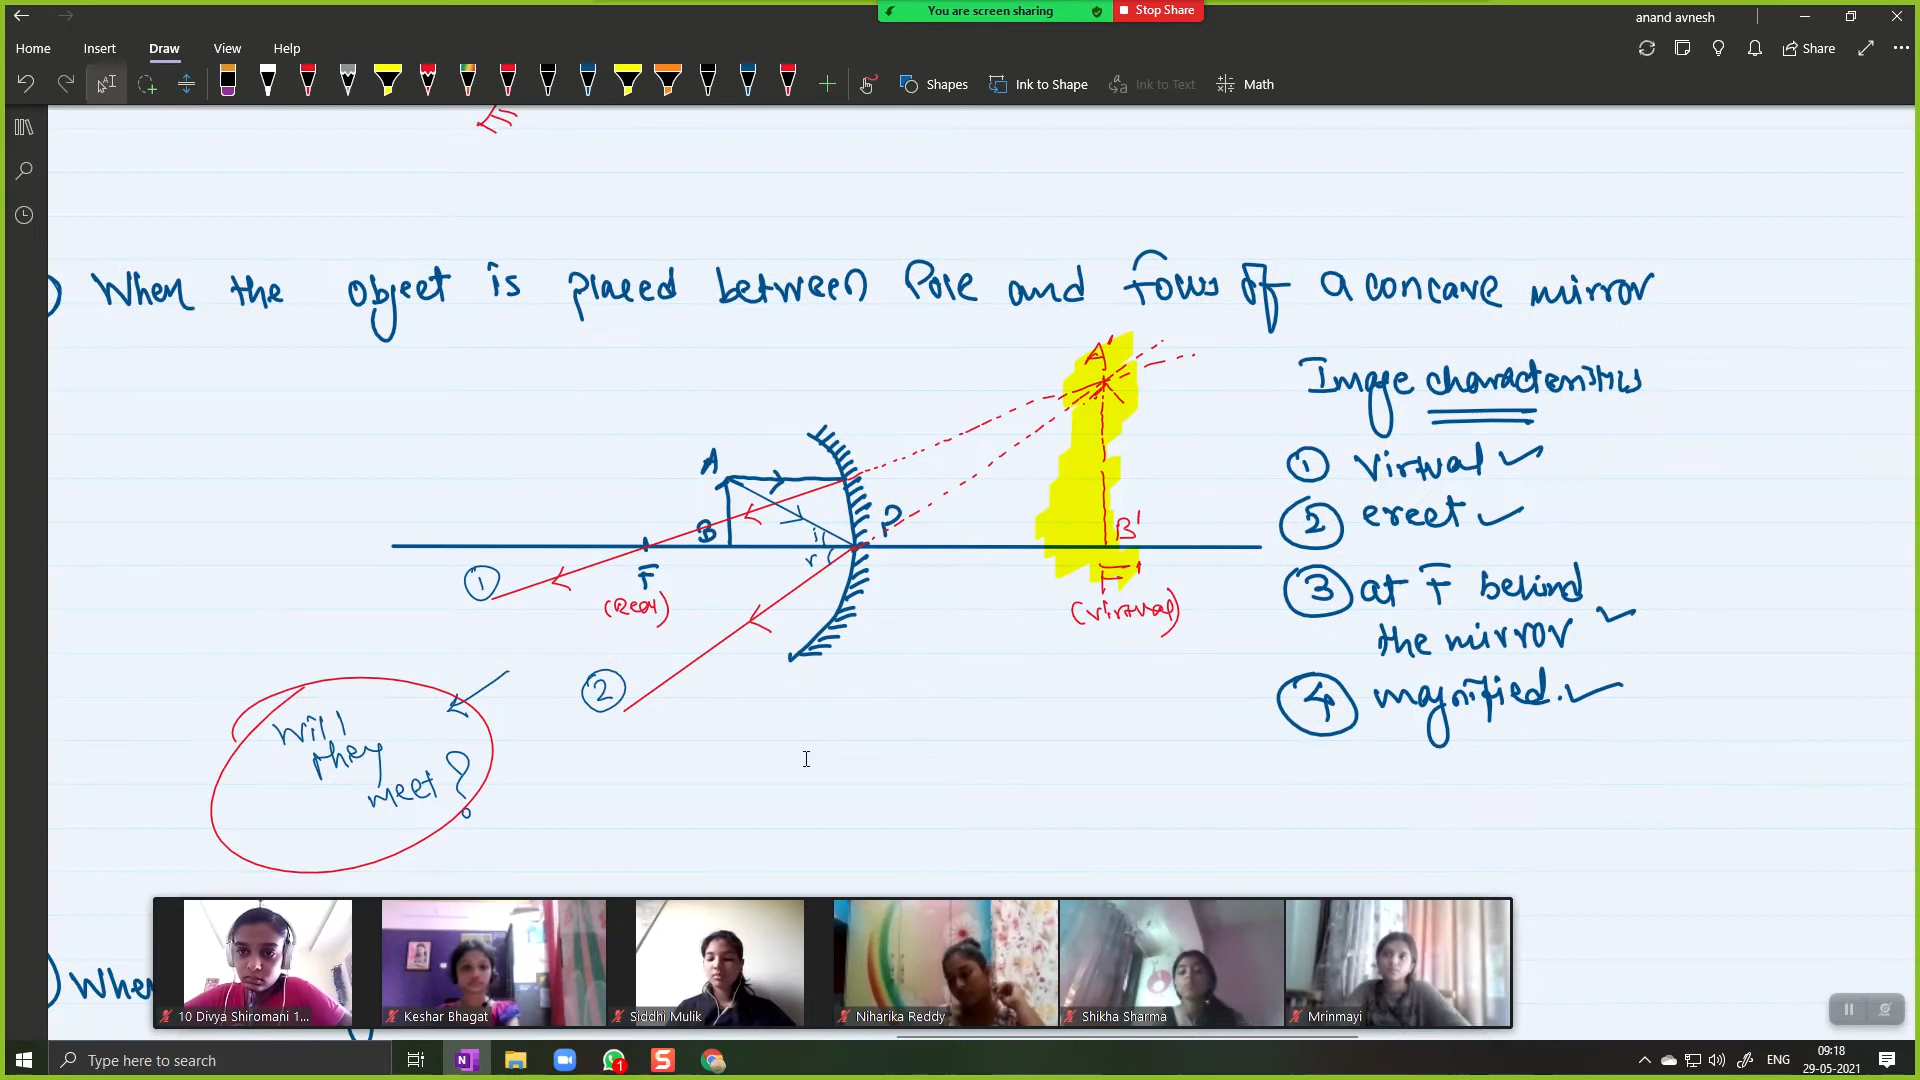 You are screen sharing
Stop Share
anand avnesh
Home Insert Draw View Help
Share
Shapes
Ink to Shape
Ink to Text
Math
E
) When the object is placed between Pole and focus of a concave mirror
A'
Image characteristics
A
① Virtual ✓
B
i
r
P
B'
② erect ✓
①
F
(Real)
F'
(Virtual)
③ at F behind
the mirror ✓
②
④ magnified. ✓
Will
they
meet?
) When
10 Divya Shiromani 1...
Keshar Bhagat
Siddhi Mulik
Niharika Reddy
Shikha Sharma
Mrinmayi
Type here to search
N
1
S
ENG
09:18
29-05-2021